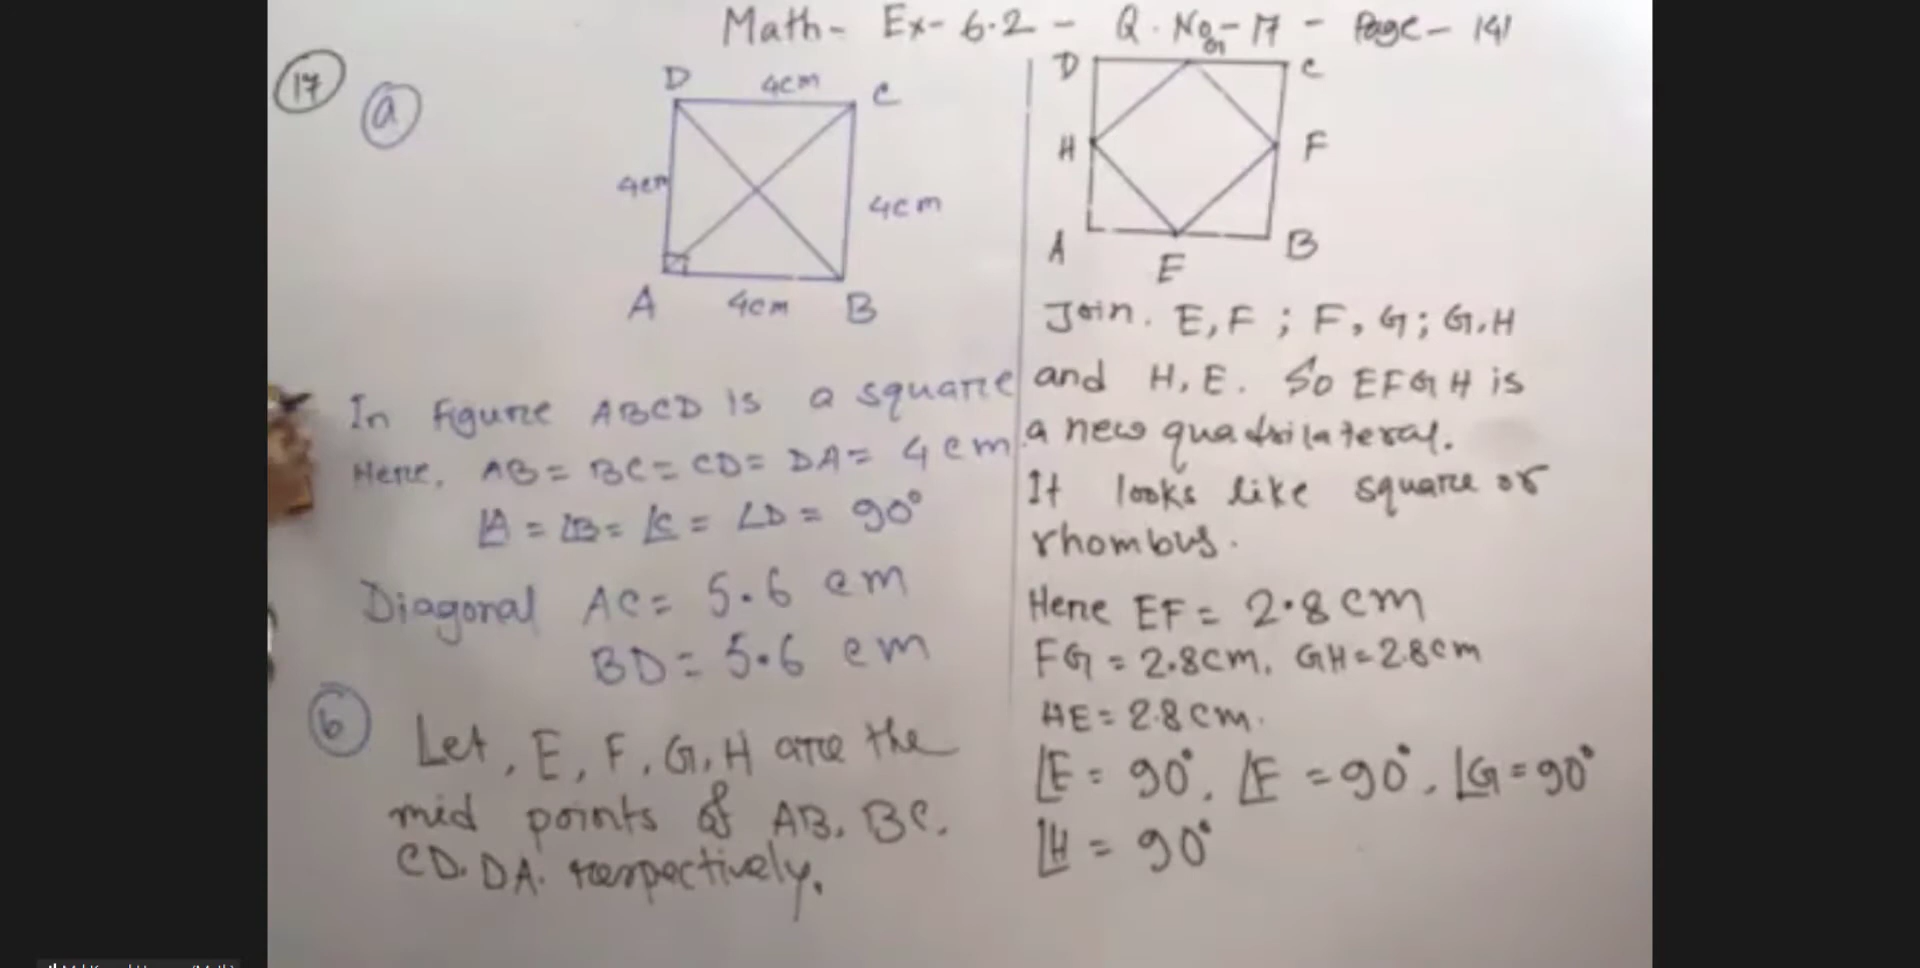 Math - Ex - 6.2 - Q. No - 17 - Page - 141
17
a
D 4cm C
4cm
4cm
A 4cm B
In figure ABCD is a square
Here, AB = BC = CD = DA = 4 cm
∠A = ∠B = ∠C = ∠D = 90°
Diagonal AC = 5.6 cm
BD = 5.6 cm
b
Let, E, F, G, H are the
mid points of AB, BC,
CD, DA. respectively.
G
D C
H F
A B
E
Join. E, F ; F, G ; G, H
and H, E. So EFGH is
a new quadrilateral.
It looks like square or
rhombus.
Here EF = 2.8 cm
FG = 2.8cm, GH = 2.8cm
HE = 2.8 cm.
∠E = 90°, ∠F = 90°, ∠G = 90°
∠H = 90°